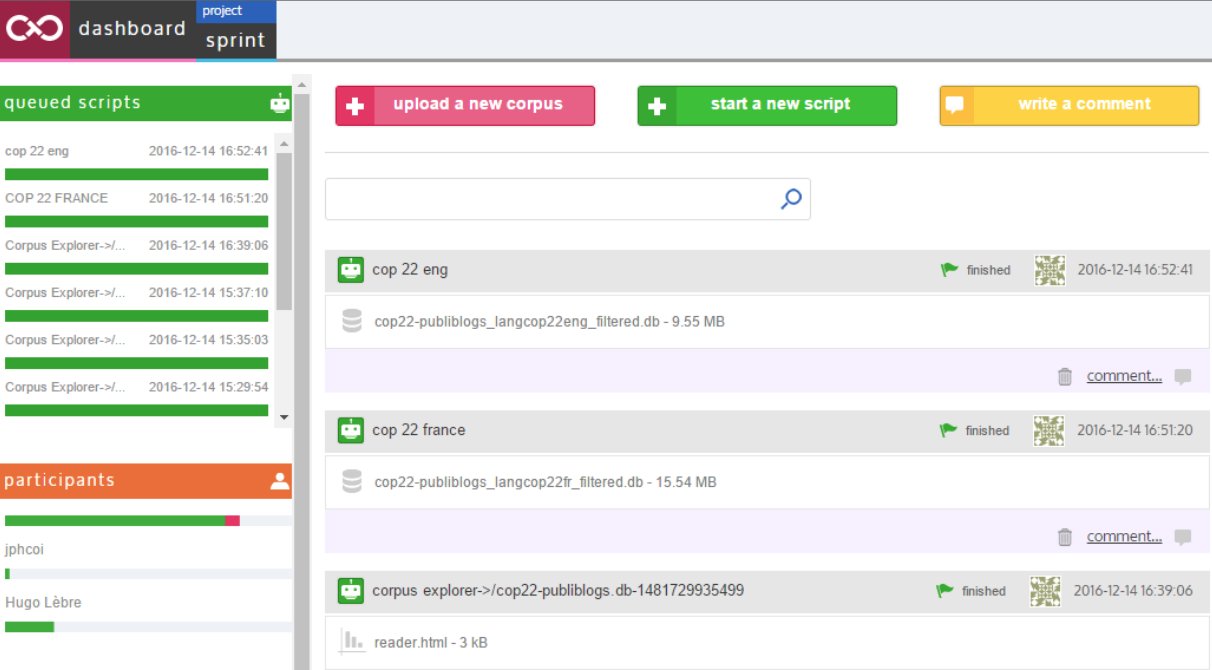 dashboard
project
sprint
queued scripts
cop 22 eng 2016-12-14 16:52:41
COP 22 FRANCE 2016-12-14 16:51:20
Corpus Explorer->/... 2016-12-14 16:39:06
Corpus Explorer->/... 2016-12-14 15:37:10
Corpus Explorer->/... 2016-12-14 15:35:03
Corpus Explorer->/... 2016-12-14 15:29:54
participants
jphcoi
Hugo Lèbre
upload a new corpus
start a new script
write a comment
cop 22 eng finished 2016-12-14 16:52:41
cop22-publiblogs_langcop22eng_filtered.db - 9.55 MB
comment...
cop 22 france finished 2016-12-14 16:51:20
cop22-publiblogs_langcop22fr_filtered.db - 15.54 MB
comment...
corpus explorer->/cop22-publiblogs.db-1481729935499 finished 2016-12-14 16:39:06
reader.html - 3 kB